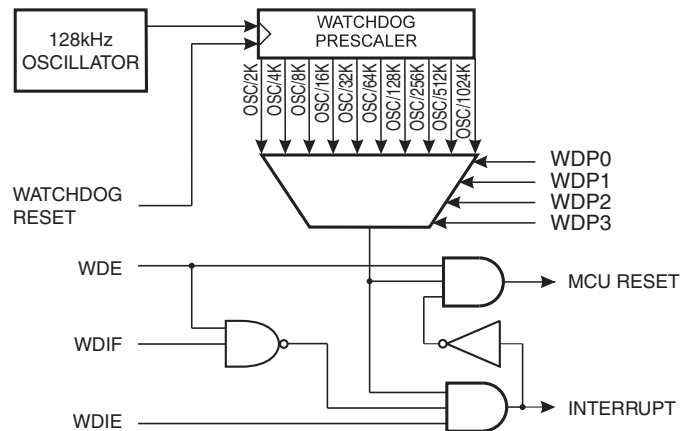 128kHz
OSCILLATOR
WATCHDOG
PRESCALER
OSC/2K
OSC/4K
OSC/8K
OSC/16K
OSC/32K
OSC/64K
OSC/128K
OSC/256K
OSC/512K
OSC/1024K
WDP0
WDP1
WDP2
WDP3
WATCHDOG
RESET
WDE
MCU RESET
WDIF
WDIE
INTERRUPT